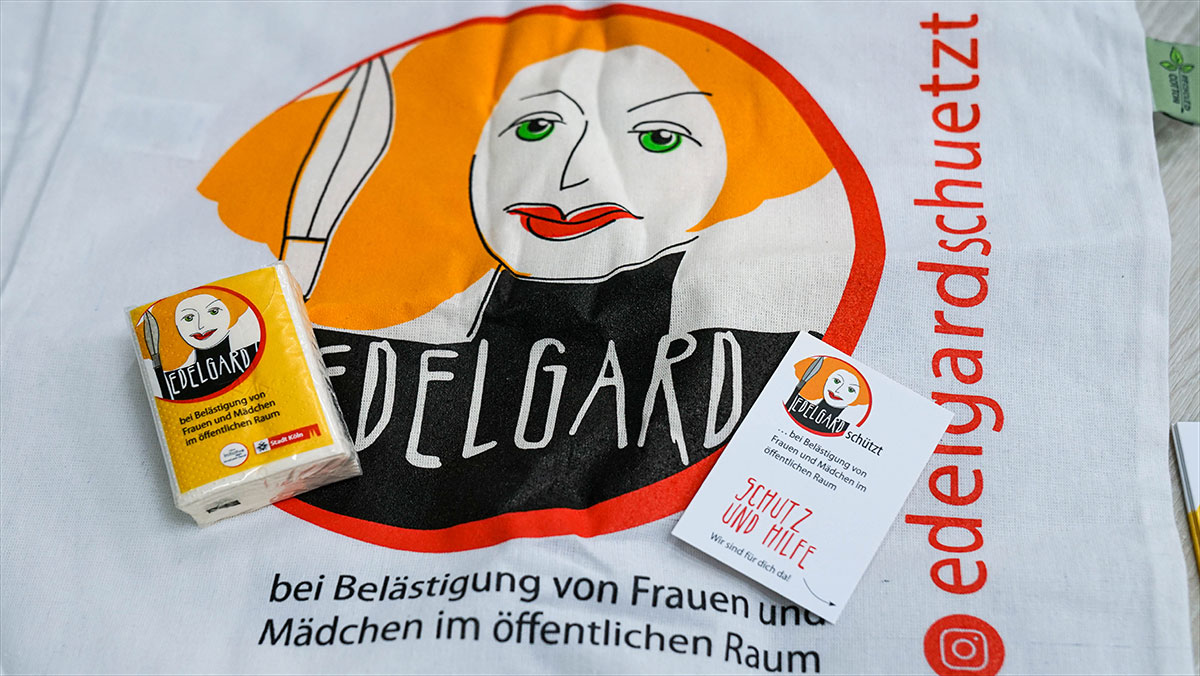 EDELGARD
bei Belästigung von Frauen und
Mädchen im öffentlichen Raum
edelgardschuetzt
EDELGARD
bei Belästigung von
Frauen und Mädchen
im öffentlichen Raum
Stadt Köln
EDELGARD schützt
... bei Belästigung von
Frauen und Mädchen im
öffentlichen Raum
SCHUTZ
UND HILFE
Wir sind für dich da!
COTTON